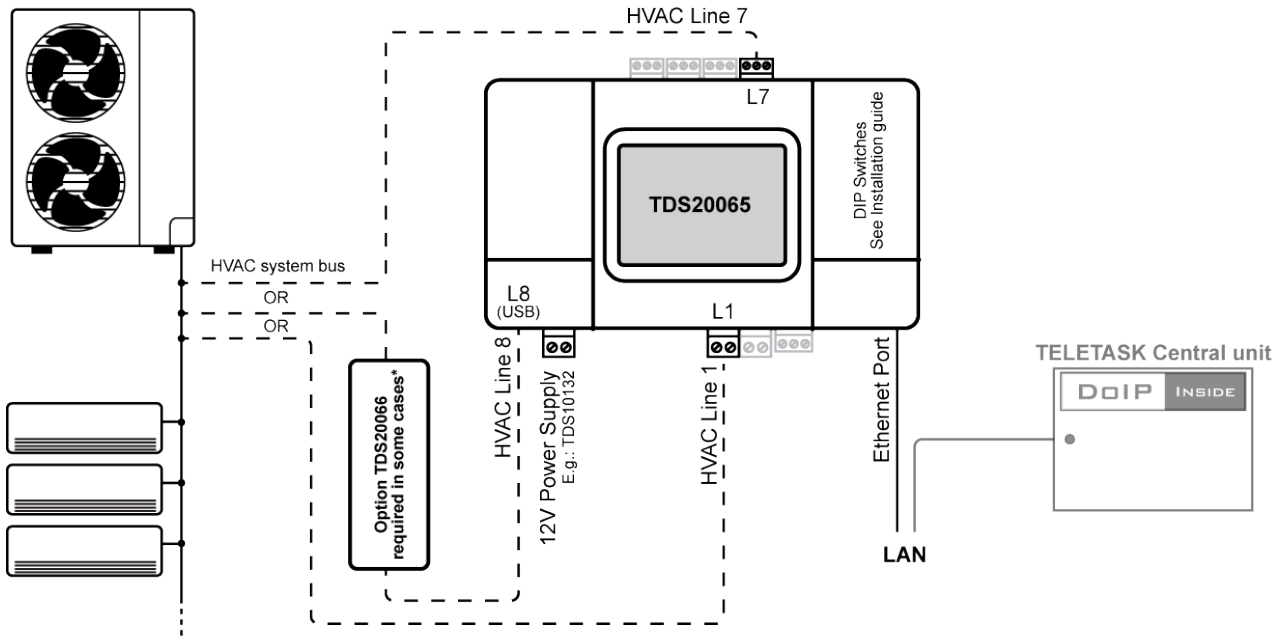 HVAC Line 7
L7
DIP Switches
See Installation guide
TDS20065
HVAC system bus
OR
OR
L8
(USB)
L1
HVAC Line 8
12V Power Supply
E.g.: TDS10132
HVAC Line 1
Ethernet Port
Option TDS20066
required in some cases*
TELETASK Central unit
DoIP INSIDE
LAN